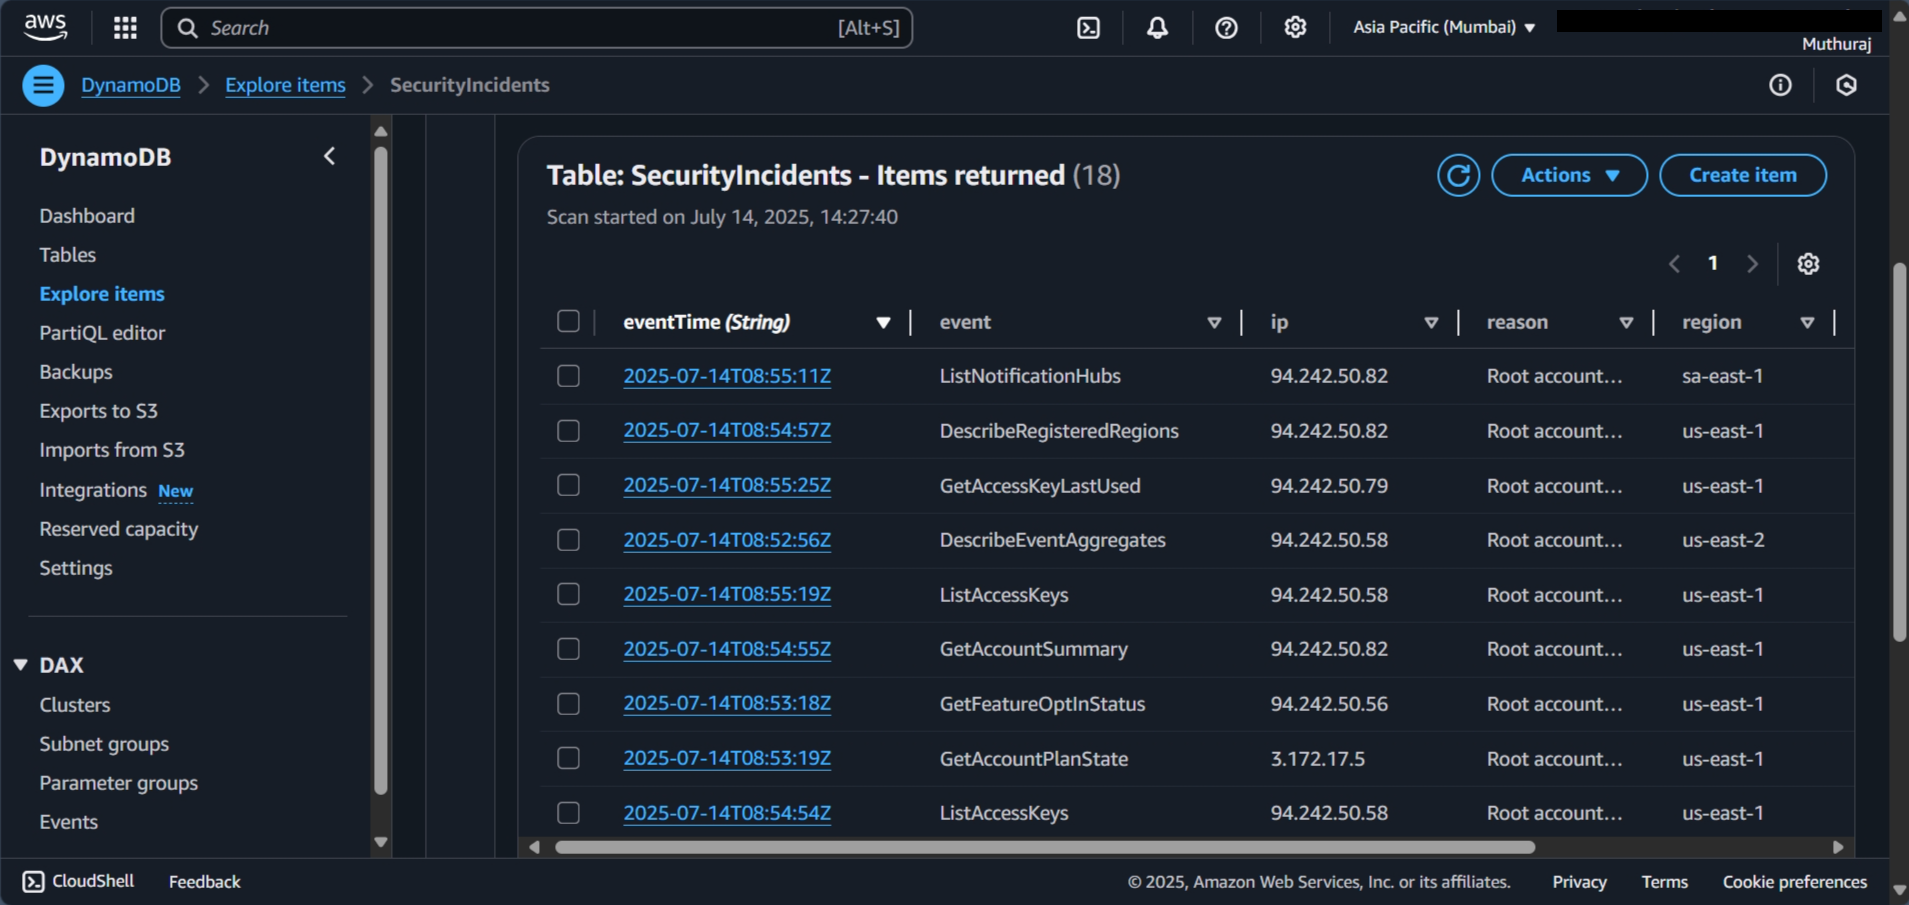 aws
Search [Alt+S]
Asia Pacific (Mumbai) ▼
Muthuraj
DynamoDB > Explore items > SecurityIncidents
DynamoDB
Dashboard
Tables
Explore items
PartiQL editor
Backups
Exports to S3
Imports from S3
Integrations New
Reserved capacity
Settings
▼ DAX
Clusters
Subnet groups
Parameter groups
Events
Table: SecurityIncidents - Items returned (18)
Scan started on July 14, 2025, 14:27:40
Actions ▼
Create item
1
eventTime (String) event ip reason region
2025-07-14T08:55:11Z ListNotificationHubs 94.242.50.82 Root account... sa-east-1
2025-07-14T08:54:57Z DescribeRegisteredRegions 94.242.50.82 Root account... us-east-1
2025-07-14T08:55:25Z GetAccessKeyLastUsed 94.242.50.79 Root account... us-east-1
2025-07-14T08:52:56Z DescribeEventAggregates 94.242.50.58 Root account... us-east-2
2025-07-14T08:55:19Z ListAccessKeys 94.242.50.58 Root account... us-east-1
2025-07-14T08:54:55Z GetAccountSummary 94.242.50.82 Root account... us-east-1
2025-07-14T08:53:18Z GetFeatureOptInStatus 94.242.50.56 Root account... us-east-1
2025-07-14T08:53:19Z GetAccountPlanState 3.172.17.5 Root account... us-east-1
2025-07-14T08:54:54Z ListAccessKeys 94.242.50.58 Root account... us-east-1
CloudShell Feedback
© 2025, Amazon Web Services, Inc. or its affiliates. Privacy Terms Cookie preferences